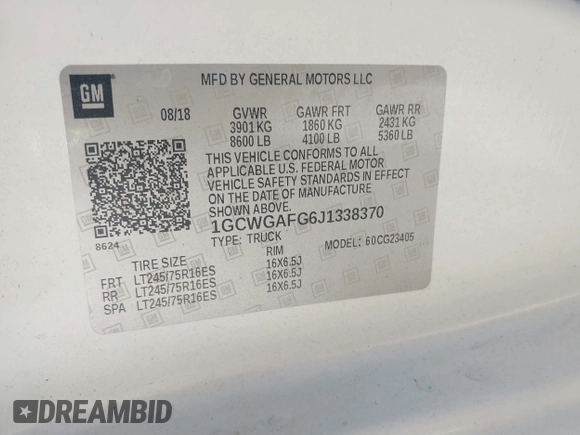 GM
MFD BY GENERAL MOTORS LLC
08/18 GVWR GAWR FRT GAWR RR
3901 KG 1860 KG 2431 KG
8600 LB 4100 LB 5360 LB
THIS VEHICLE CONFORMS TO ALL
APPLICABLE U.S. FEDERAL MOTOR
VEHICLE SAFETY STANDARDS IN EFFECT
ON THE DATE OF MANUFACTURE
SHOWN ABOVE.
1GCWGAFG6J1338370
8624
TYPE: TRUCK MODEL: 60CG23405
TIRE SIZE RIM
FRT LT245/75R16ES 16X6.5J
RR LT245/75R16ES 16X6.5J
SPA LT245/75R16ES 16X6.5J
DREAMBID